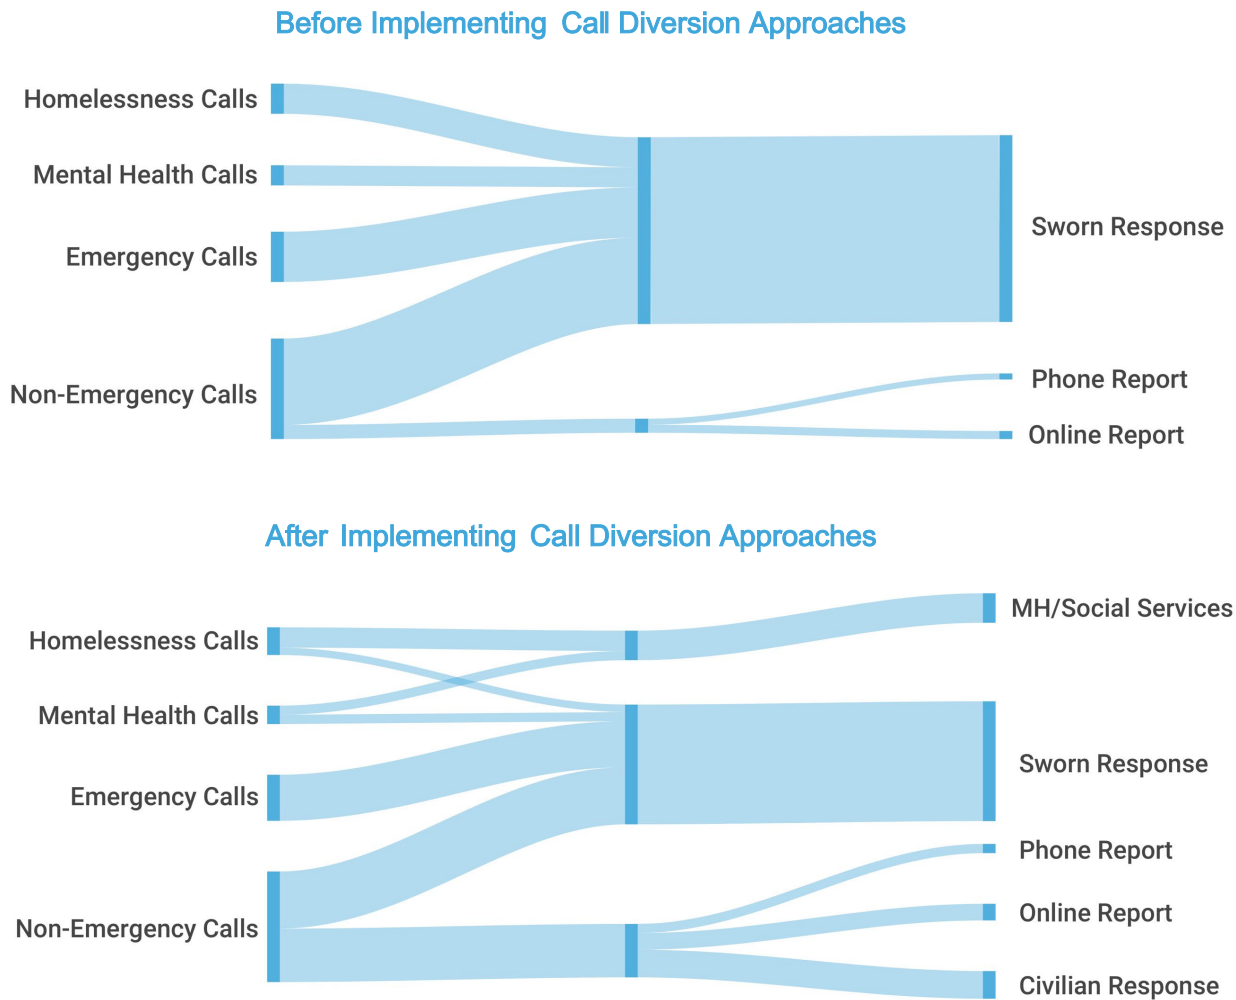 Before Implementing Call Diversion Approaches
Homelessness Calls
Mental Health Calls
Emergency Calls
Non-Emergency Calls
Sworn Response
Phone Report
Online Report
After Implementing Call Diversion Approaches
Homelessness Calls
Mental Health Calls
Emergency Calls
Non-Emergency Calls
MH/Social Services
Sworn Response
Phone Report
Online Report
Civilian Response